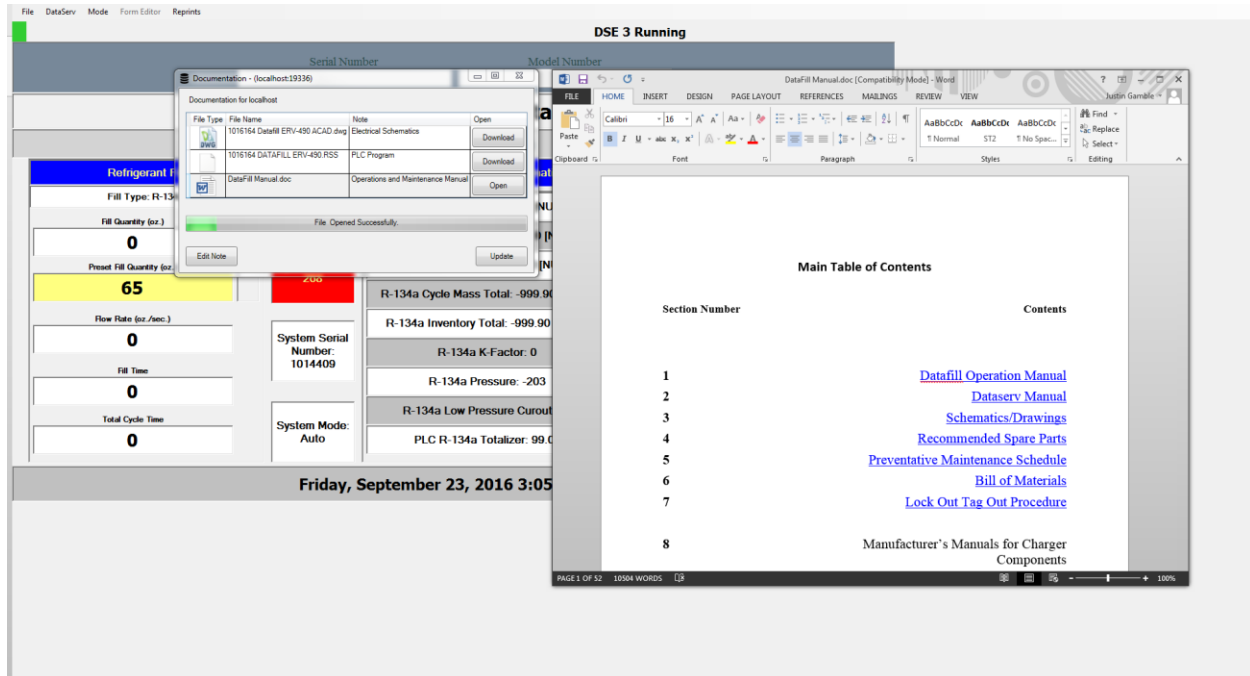 File DataServ Mode Form Editor Reprints
DSE 3 Running
Serial Number Model Number
Documentation - (localhost:19336)
Documentation for localhost
File Type File Name Note Open
DWG 1016164 Datafill ERV-490 ACAD.dwg Electrical Schematics Download
1016164 DATAFILL ERV-490.RSS PLC Program Download
DataFill Manual.doc Operations and Maintenance Manual Open
File Opened Successfully.
Edit Note Update
Refrigerant
Fill Type:
Fill Quantity (oz.)
0
Preset Fill Quantity (oz.
65
Flow Rate (oz./sec.)
0
Fill Time
0
Total Cycle Time
0
System Serial
Number:
1014409
System Mode:
Auto
R-134a Cycle Mass Total: -999.90
R-134a Inventory Total: -999.90
R-134a K-Factor: 0
R-134a Pressure: -203
R-134a Low Pressure Curout
PLC R-134a Totalizer: 99.0
Friday, September 23, 2016 3:05
DataFill Manual.doc [Compatibility Mode] - Word
FILE HOME INSERT DESIGN PAGE LAYOUT REFERENCES MAILINGS REVIEW VIEW Justin Gamble
Paste Calibri 16 AaBbCcDc AaBbCcDc AaBbCcDc Find
¶ Normal ST2 ¶ No Spac... Replace
Select
Clipboard Font Paragraph Styles Editing
Main Table of Contents
Section Number Contents
1 Datafill Operation Manual
2 Dataserv Manual
3 Schematics/Drawings
4 Recommended Spare Parts
5 Preventative Maintenance Schedule
6 Bill of Materials
7 Lock Out Tag Out Procedure
8 Manufacturer's Manuals for Charger
Components
PAGE 1 OF 52 10504 WORDS 100%